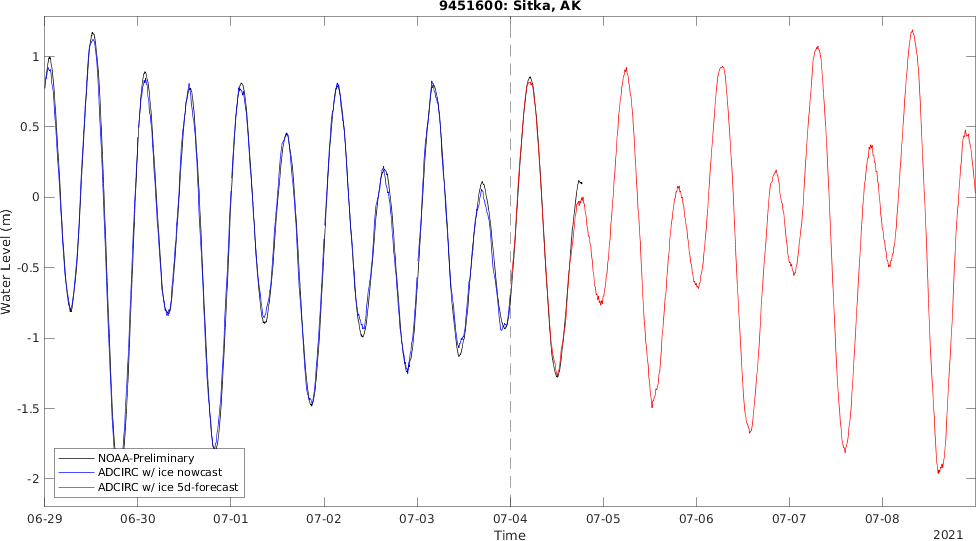 9451600: Sitka, AK
1
0.5
0
-0.5
-1
-1.5
-2
Water Level (m)
NOAA-Preliminary
ADCIRC w/ ice nowcast
ADCIRC w/ ice 5d-forecast
06-29 06-30 07-01 07-02 07-03 07-04 07-05 07-06 07-07 07-08
Time
2021